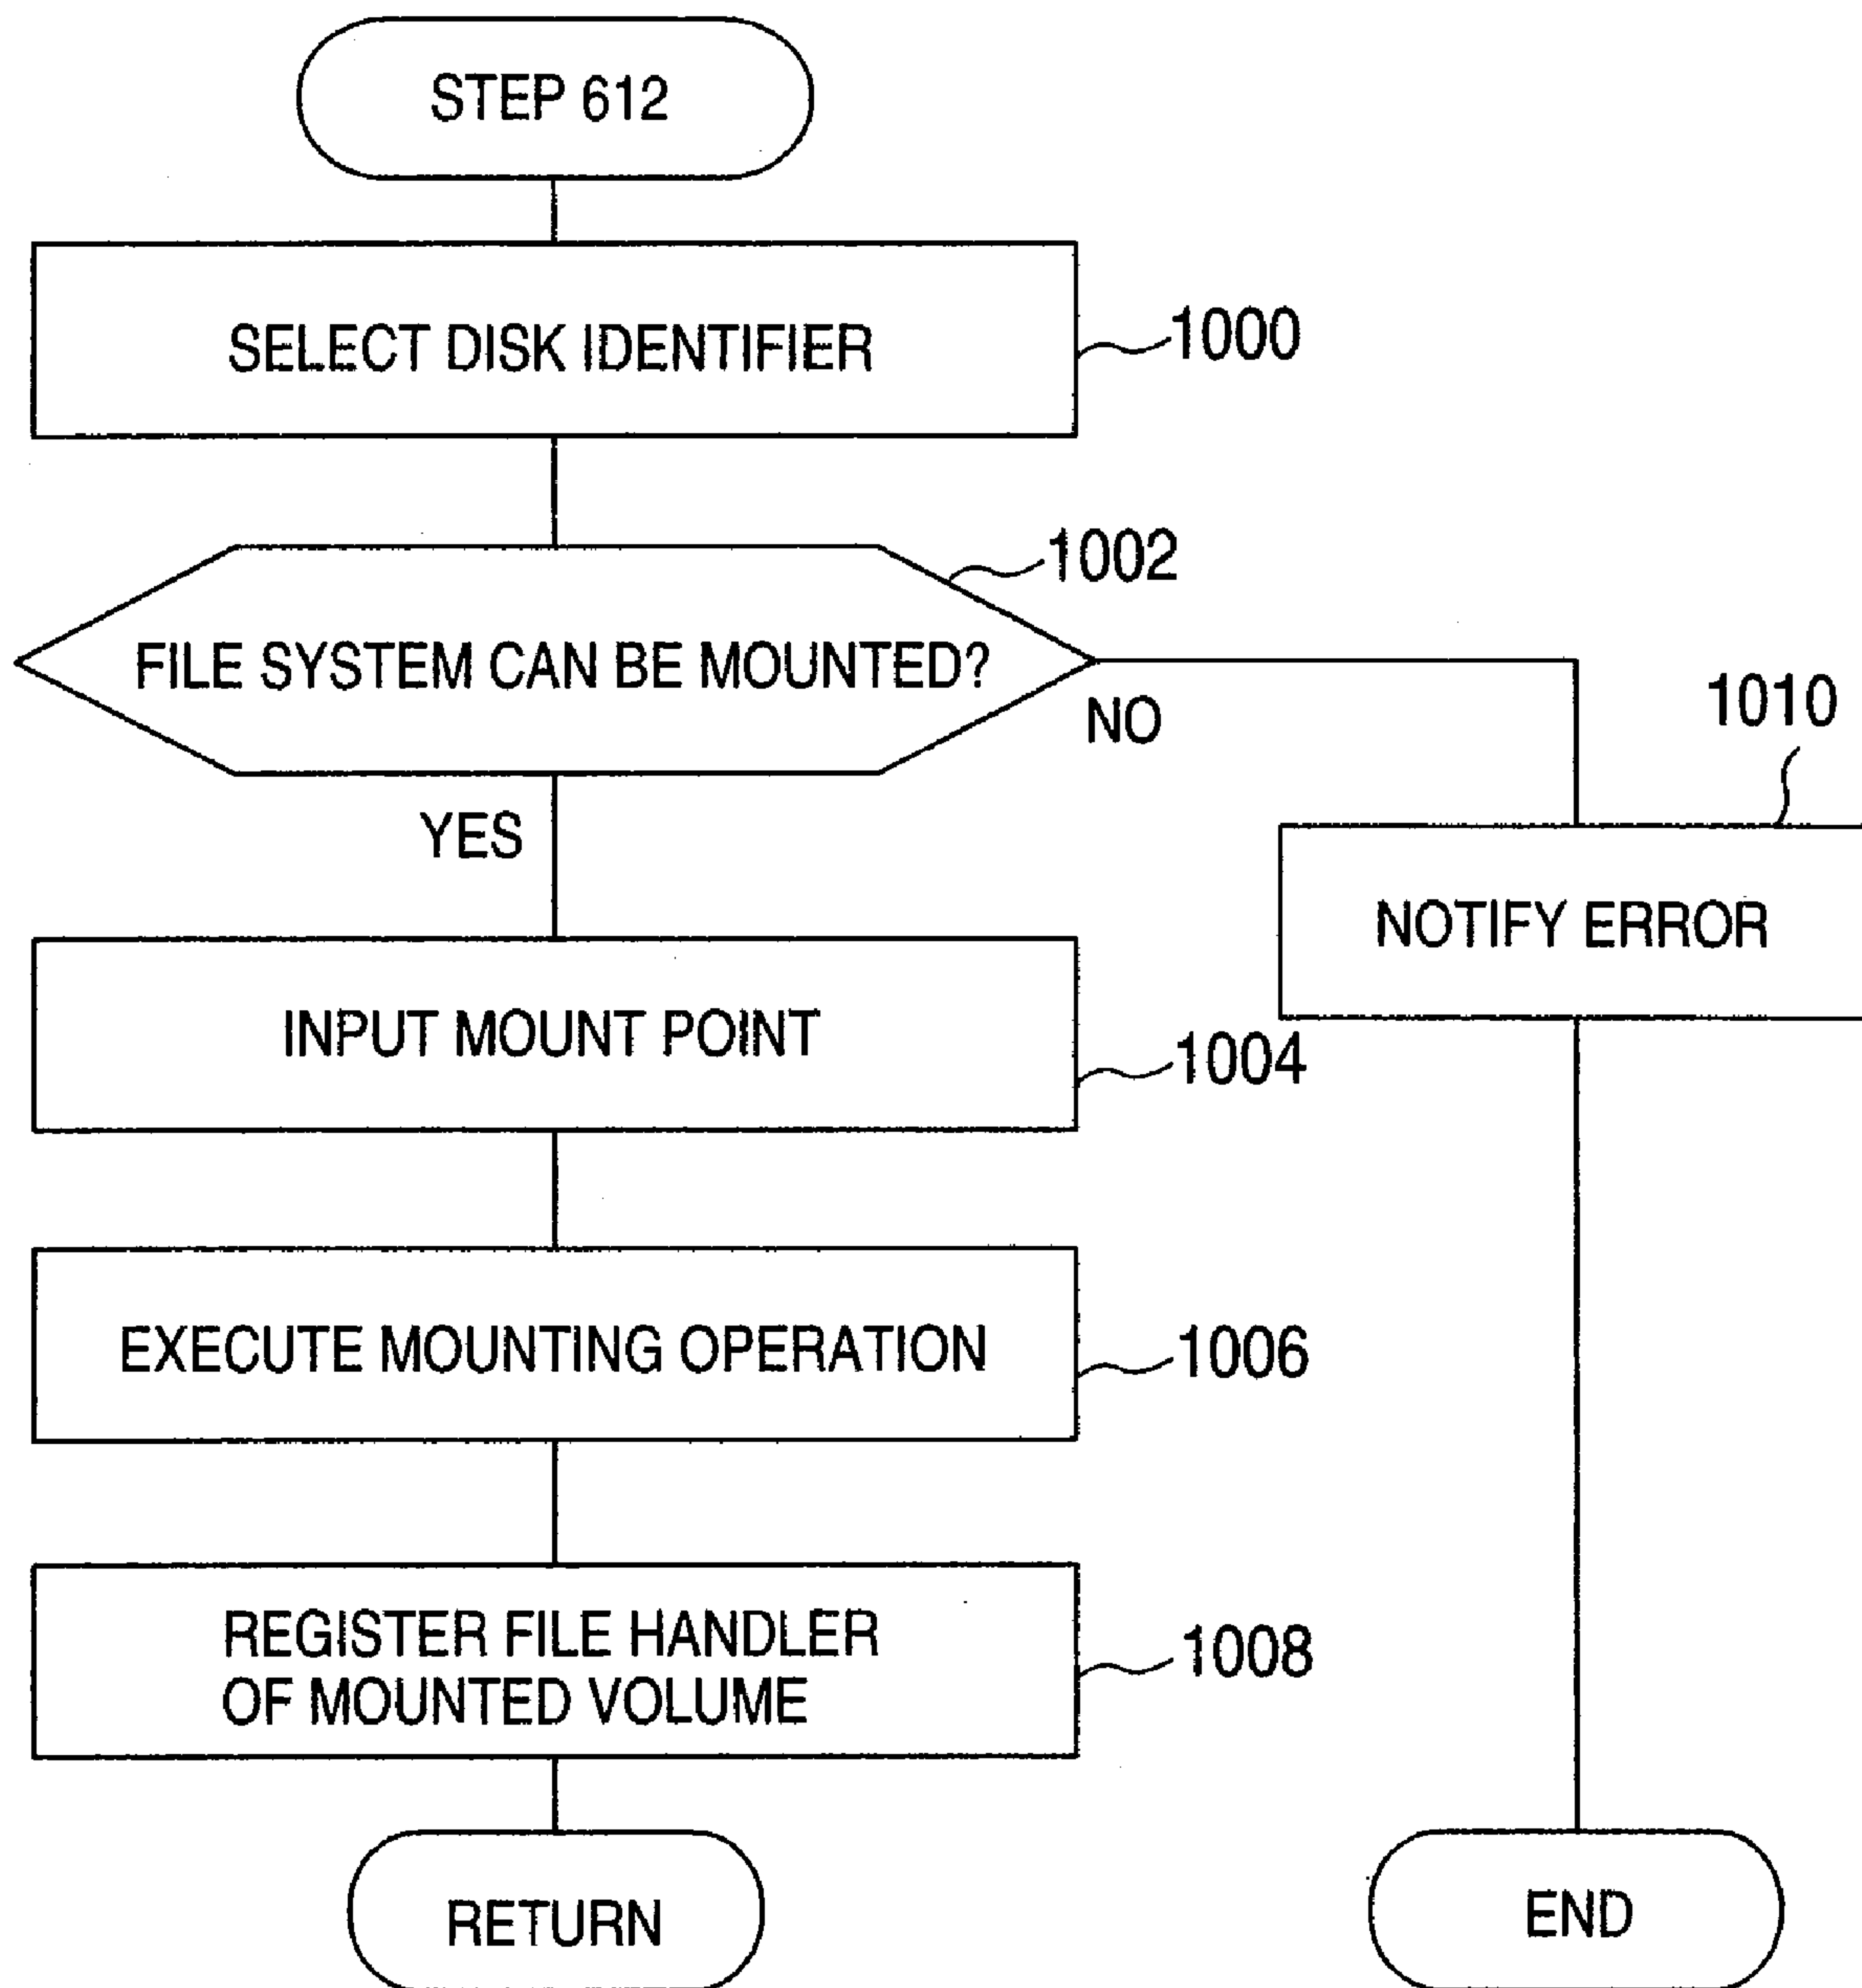 STEP 612
SELECT DISK IDENTIFIER
1000
1002
FILE SYSTEM CAN BE MOUNTED?
NO
1010
YES
NOTIFY ERROR
INPUT MOUNT POINT
1004
EXECUTE MOUNTING OPERATION
1006
REGISTER FILE HANDLER
OF MOUNTED VOLUME
1008
RETURN
END